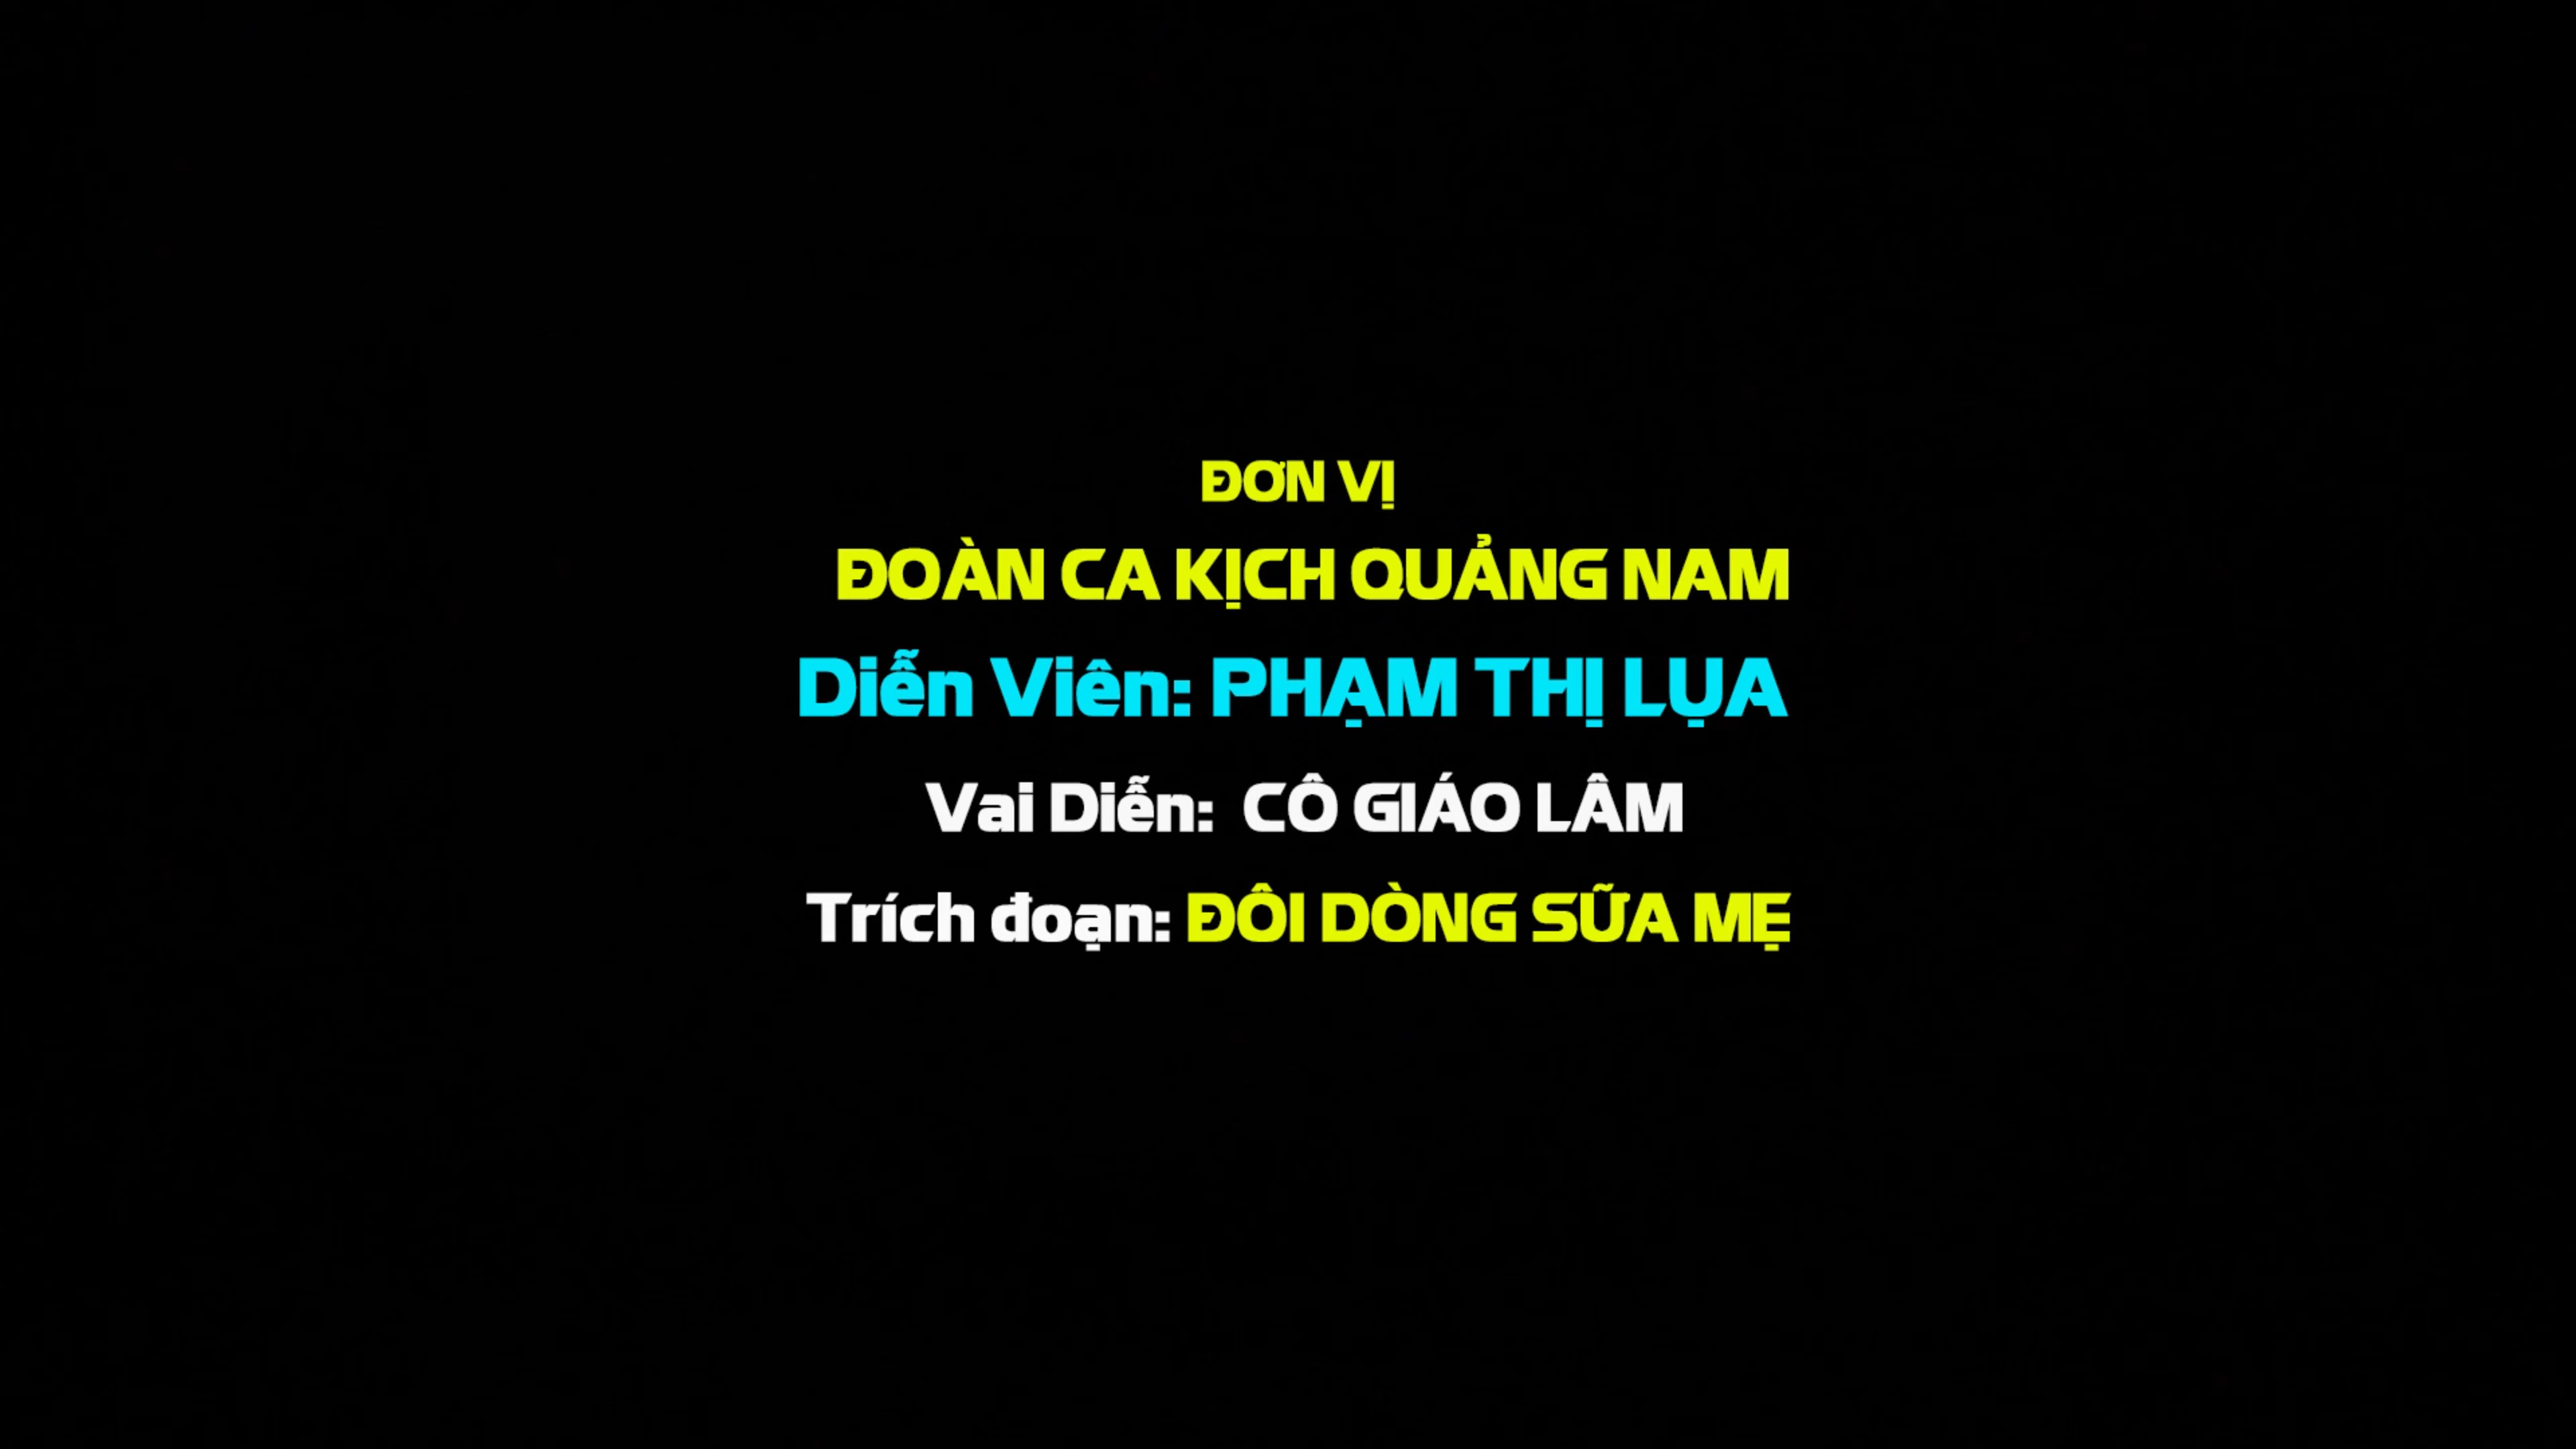 ĐƠN VỊ
ĐOÀN CA KỊCH QUẢNG NAM
Diễn Viên: PHẠM THỊ LỤA
Vai Diễn: CÔ GIÁO LÂM
Trích đoạn: ĐÔI DÒNG SỮA MẸ